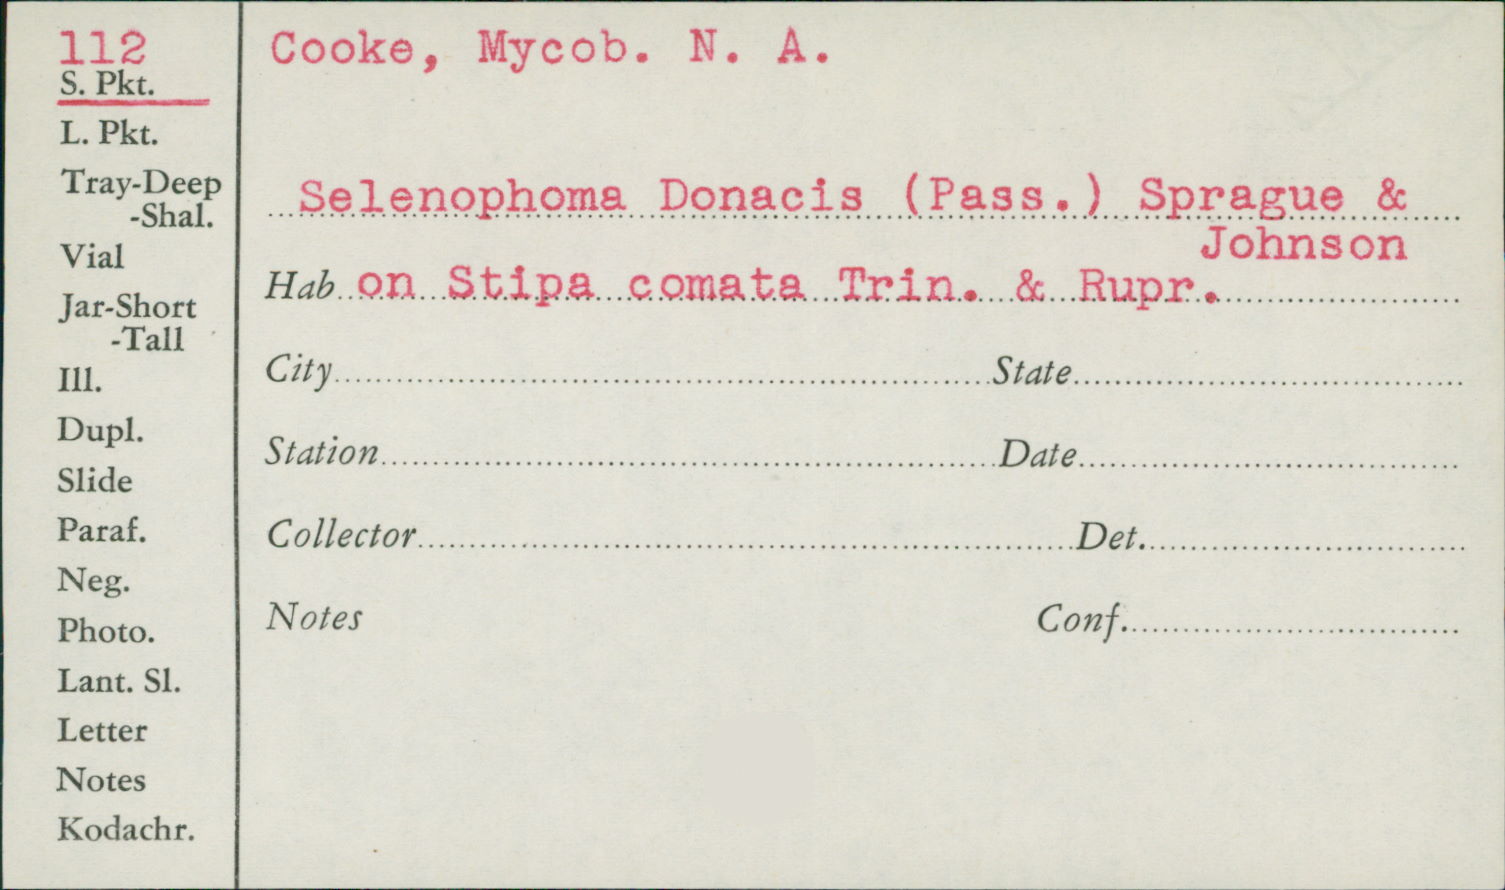 112
S. Pkt.
L. Pkt.
Tray-Deep
-Shal.
Vial
Jar-Short
-Tall
Ill.
Dupl.
Slide
Paraf.
Neg.
Photo.
Lant. Sl.
Letter
Notes
Kodachr.
Cooke, Mycob. N. A.
Selenophoma Donacis (Pass.) Sprague &
Johnson
Hab. on Stipa comata Trin. & Rupr.
City State
Station Date
Collector Det.
Notes Conf.